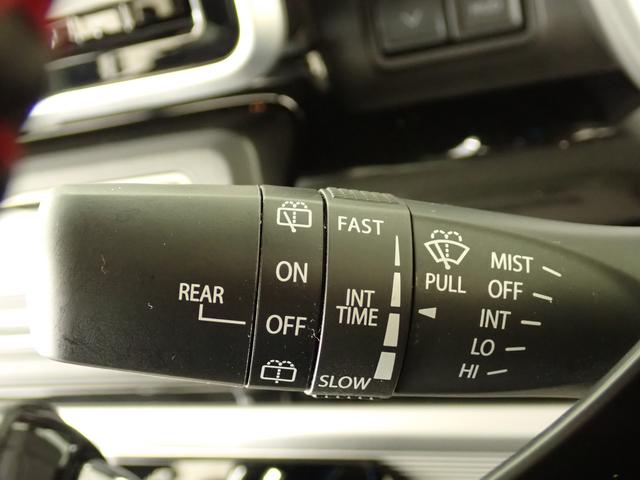 REAR
ON
OFF
FAST
INT
TIME
SLOW
PULL
MIST
OFF
INT
LO
HI